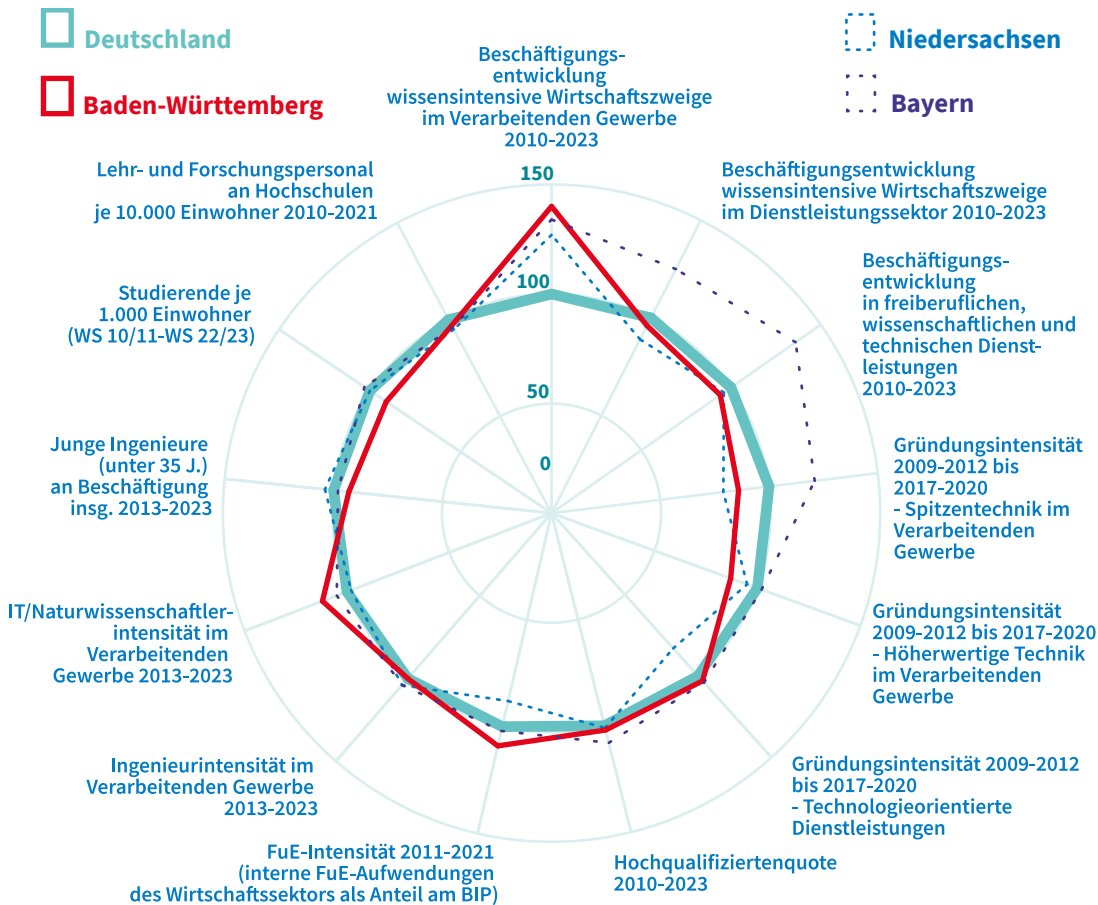 Deutschland
Baden-Württemberg
Niedersachsen
Bayern
Beschäftigungs-
entwicklung
wissensintensive Wirtschaftszweige
im Verarbeitenden Gewerbe
2010-2023
Beschäftigungsentwicklung
wissensintensive Wirtschaftszweige
im Dienstleistungssektor 2010-2023
Beschäftigungs-
entwicklung
in freiberuflichen,
wissenschaftlichen und
technischen Dienst-
leistungen
2010-2023
Gründungsintensität
2009-2012 bis
2017-2020
- Spitzentechnik im
Verarbeitenden
Gewerbe
Gründungsintensität
2009-2012 bis 2017-2020
- Höherwertige Technik
im Verarbeitenden
Gewerbe
Gründungsintensität 2009-2012
bis 2017-2020
- Technologieorientierte
Dienstleistungen
Hochqualifiziertenquote
2010-2023
FuE-Intensität 2011-2021
(interne FuE-Aufwendungen
des Wirtschaftssektors als Anteil am BIP)
Ingenieurintensität im
Verarbeitenden Gewerbe
2013-2023
IT/Naturwissenschaftler-
intensität im
Verarbeitenden
Gewerbe 2013-2023
Junge Ingenieure
(unter 35 J.)
an Beschäftigung
insg. 2013-2023
Studierende je
1.000 Einwohner
(WS 10/11-WS 22/23)
Lehr- und Forschungspersonal
an Hochschulen
je 10.000 Einwohner 2010-2021
150
100
50
0